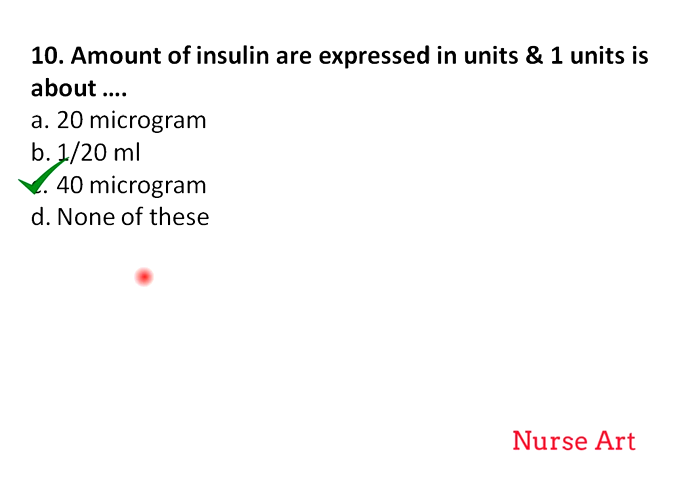 10. Amount of insulin are expressed in units & 1 units is
about ....
a. 20 microgram
b. 1/20 ml
c. 40 microgram
d. None of these
Nurse Art